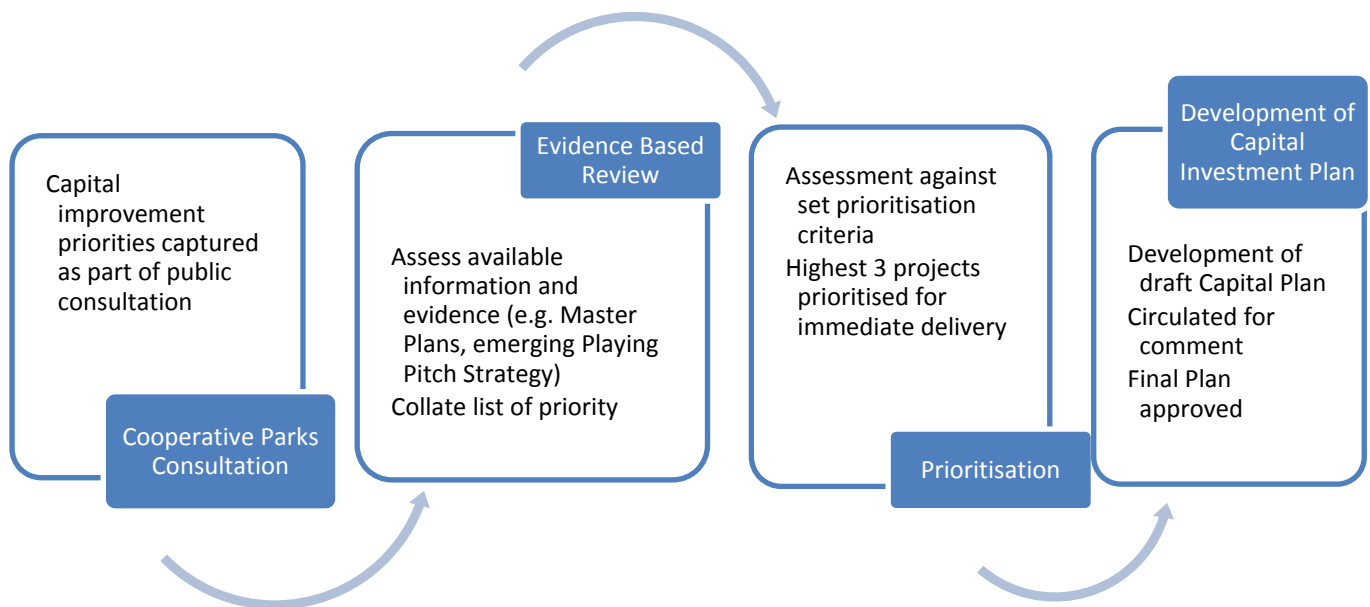 Capital
improvement
priorities captured
as part of public
consultation
Cooperative Parks
Consultation
Evidence Based
Review
Assess available
information and
evidence (e.g. Master
Plans, emerging Playing
Pitch Strategy)
Collate list of priority
Assessment against
set prioritisation
criteria
Highest 3 projects
prioritised for
immediate delivery
Prioritisation
Development of
Capital
Investment Plan
Development of
draft Capital Plan
Circulated for
comment
Final Plan
approved